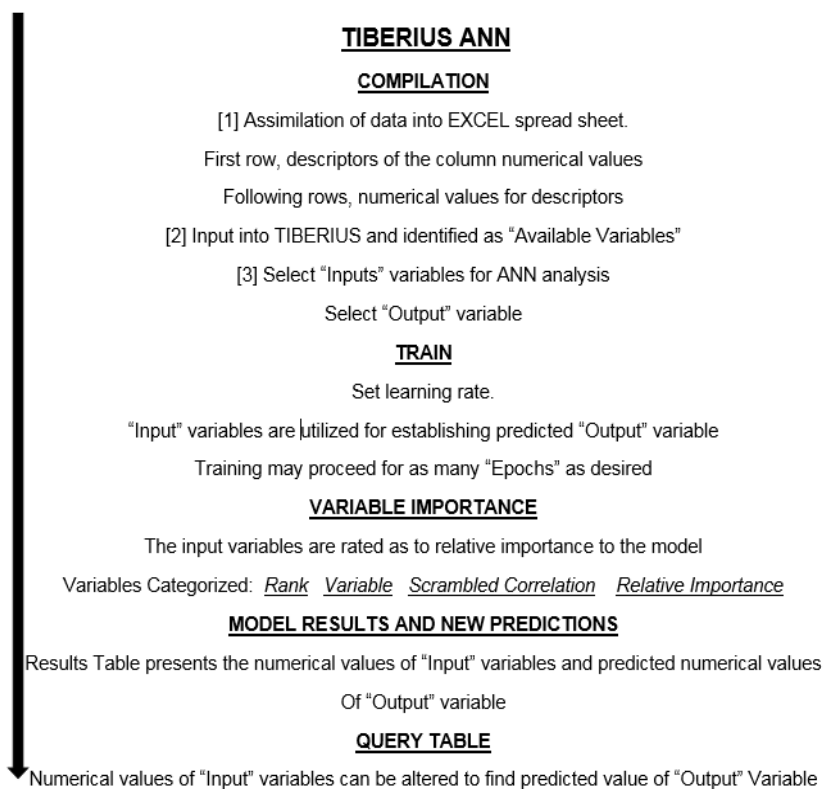 TIBERIUS ANN
COMPILATION
[1] Assimilation of data into EXCEL spread sheet.
First row, descriptors of the column numerical values
Following rows, numerical values for descriptors
[2] Input into TIBERIUS and identified as “Available Variables”
[3] Select “Inputs” variables for ANN analysis
Select “Output” variable
TRAIN
Set learning rate.
“Input” variables are utilized for establishing predicted “Output” variable
Training may proceed for as many “Epochs” as desired
VARIABLE IMPORTANCE
The input variables are rated as to relative importance to the model
Variables Categorized: Rank Variable Scrambled Correlation Relative Importance
MODEL RESULTS AND NEW PREDICTIONS
Results Table presents the numerical values of “Input” variables and predicted numerical values
Of “Output” variable
QUERY TABLE
Numerical values of “Input” variables can be altered to find predicted value of “Output” Variable